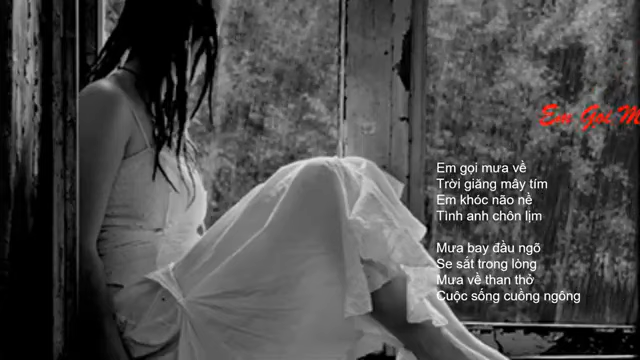 Em Gọi M
Em gọi mưa về
Trời giăng mây tím
Em khóc não nề
Tình anh chôn lịm
Mưa bay đầu ngõ
Se sắt trong lòng
Mưa về than thở
Cuộc sống cuồng ngông